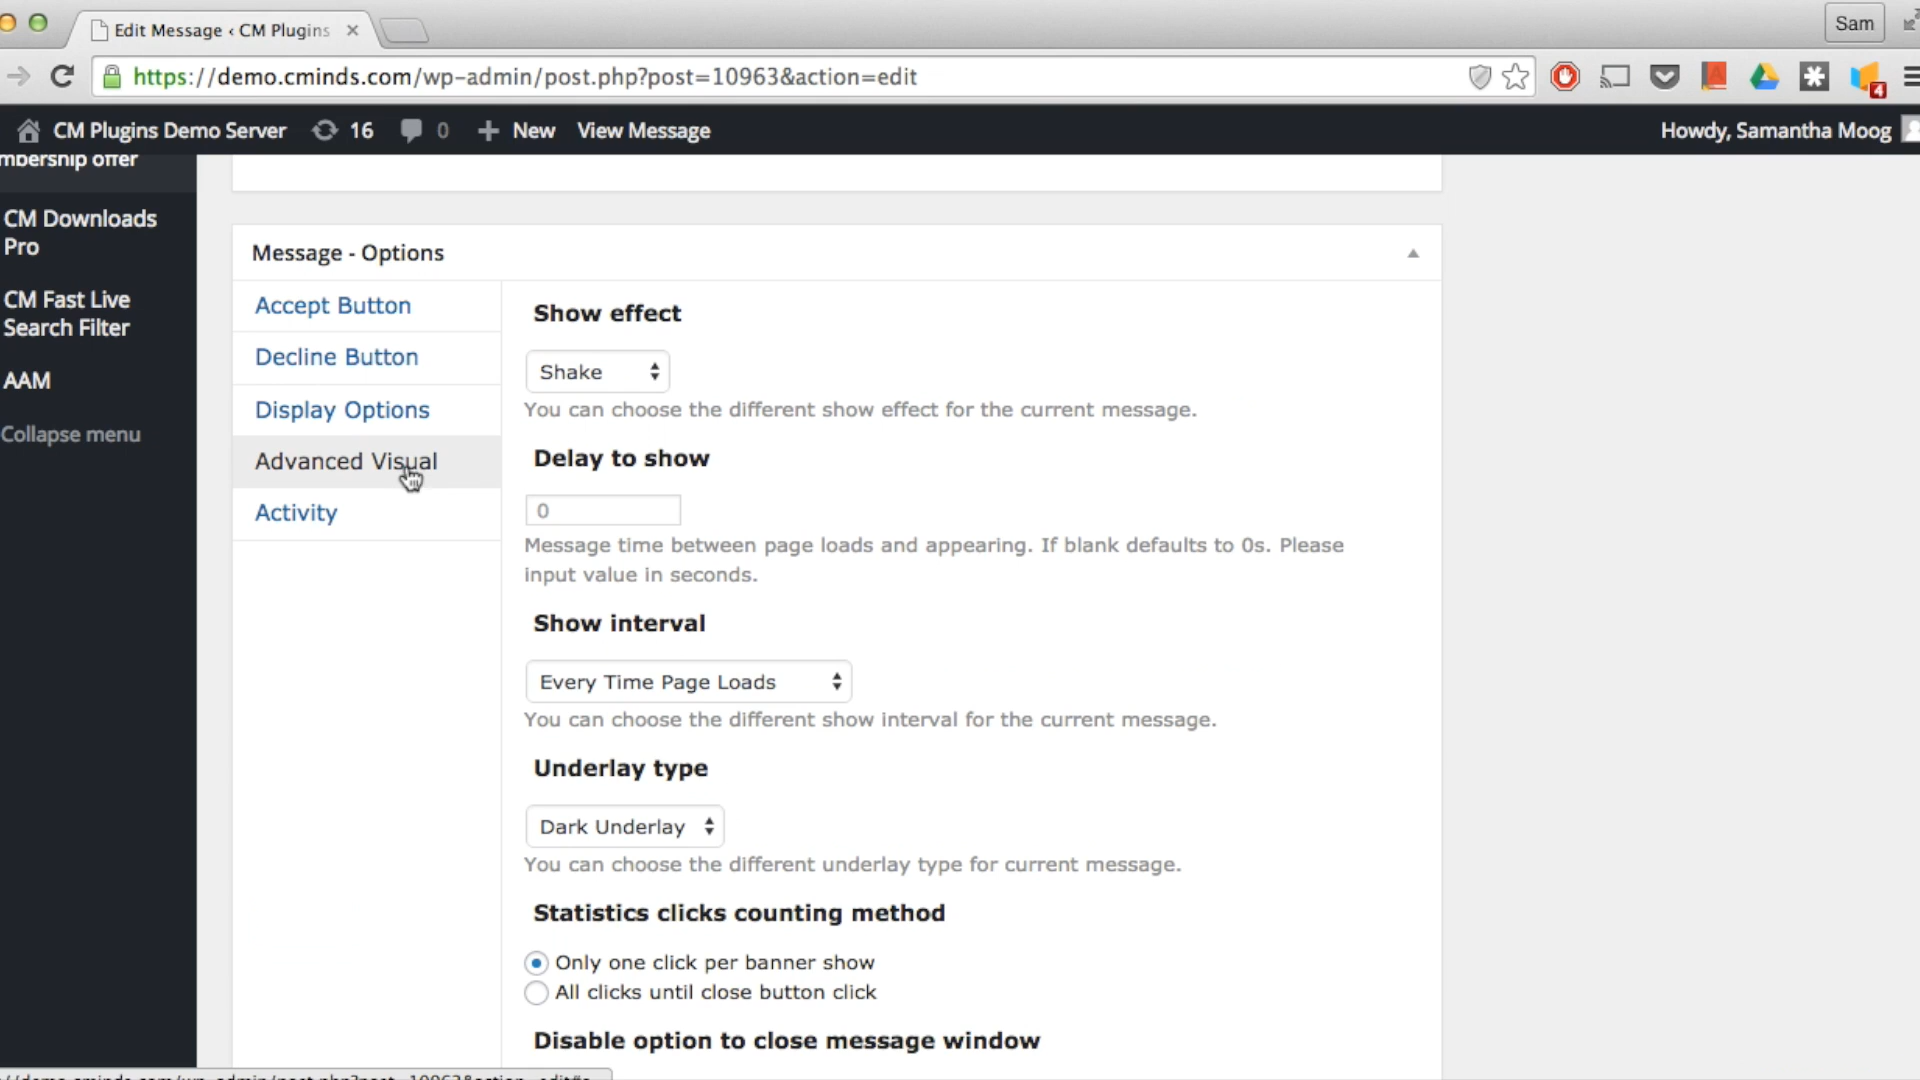 Edit Message ‹ CM Plugins
Sam
https://demo.cminds.com/wp-admin/post.php?post=10963&action=edit
4
CM Plugins Demo Server 16 0 New View Message
Howdy, Samantha Moog
mbership offer
CM Downloads
Pro
CM Fast Live
Search Filter
AAM
Collapse menu
Message - Options
Accept Button
Decline Button
Display Options
Advanced Visual
Activity
Show effect
Shake
You can choose the different show effect for the current message.
Delay to show
0
Message time between page loads and appearing. If blank defaults to 0s. Please
input value in seconds.
Show interval
Every Time Page Loads
You can choose the different show interval for the current message.
Underlay type
Dark Underlay
You can choose the different underlay type for current message.
Statistics clicks counting method
Only one click per banner show
All clicks until close button click
Disable option to close message window